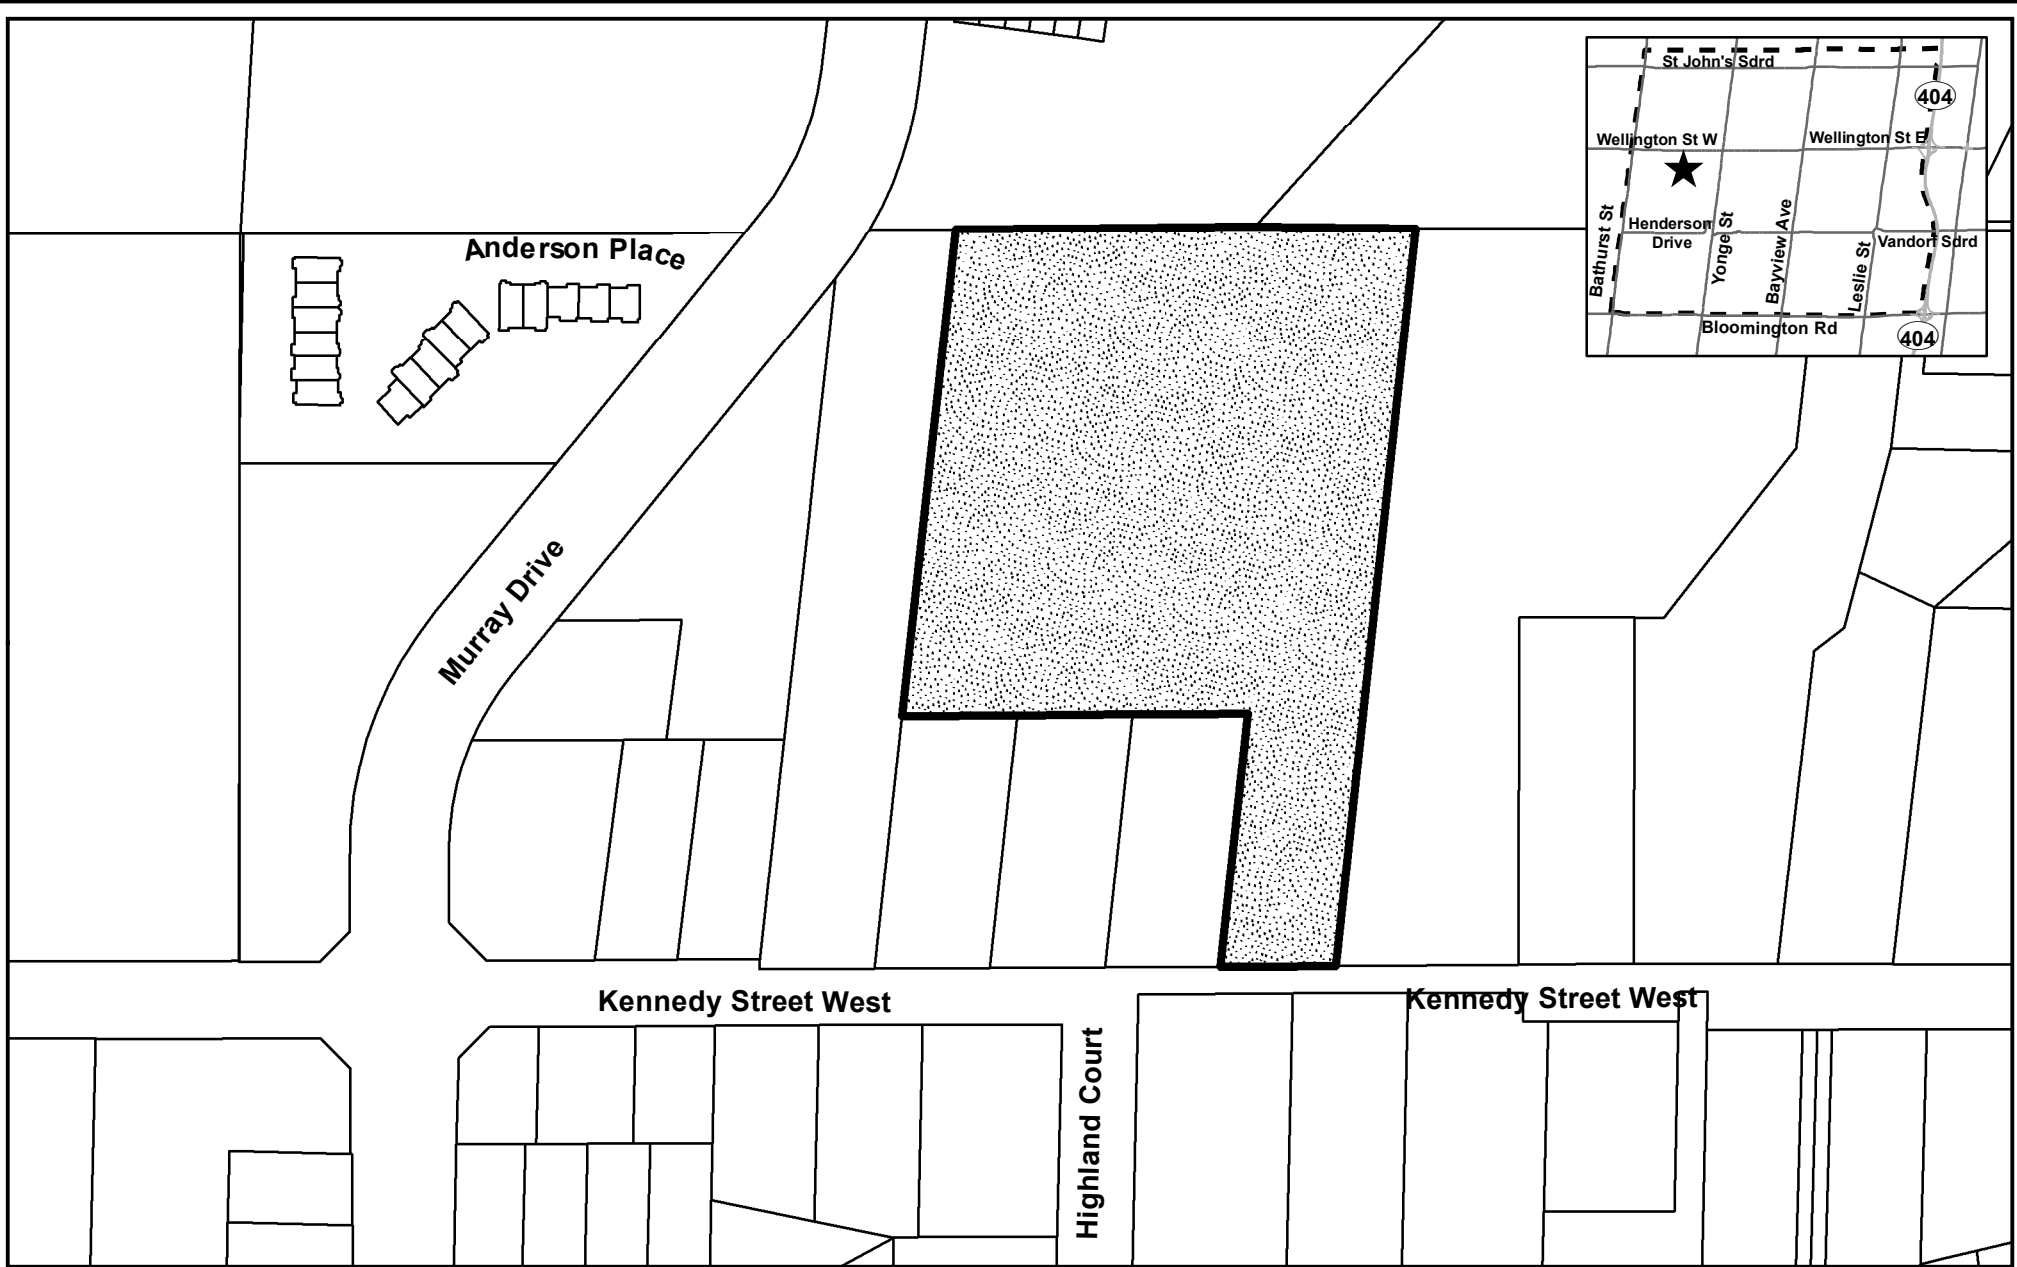 St John's Sdrd
404
Wellington St W
Wellington St E
Bathurst St
Henderson
Drive
Yonge St
Bayview Ave
Leslie St
Vandorf Sdrd
Bloomington Rd
404
Anderson Place
Murray Drive
Kennedy Street West
Kennedy Street West
Highland Court